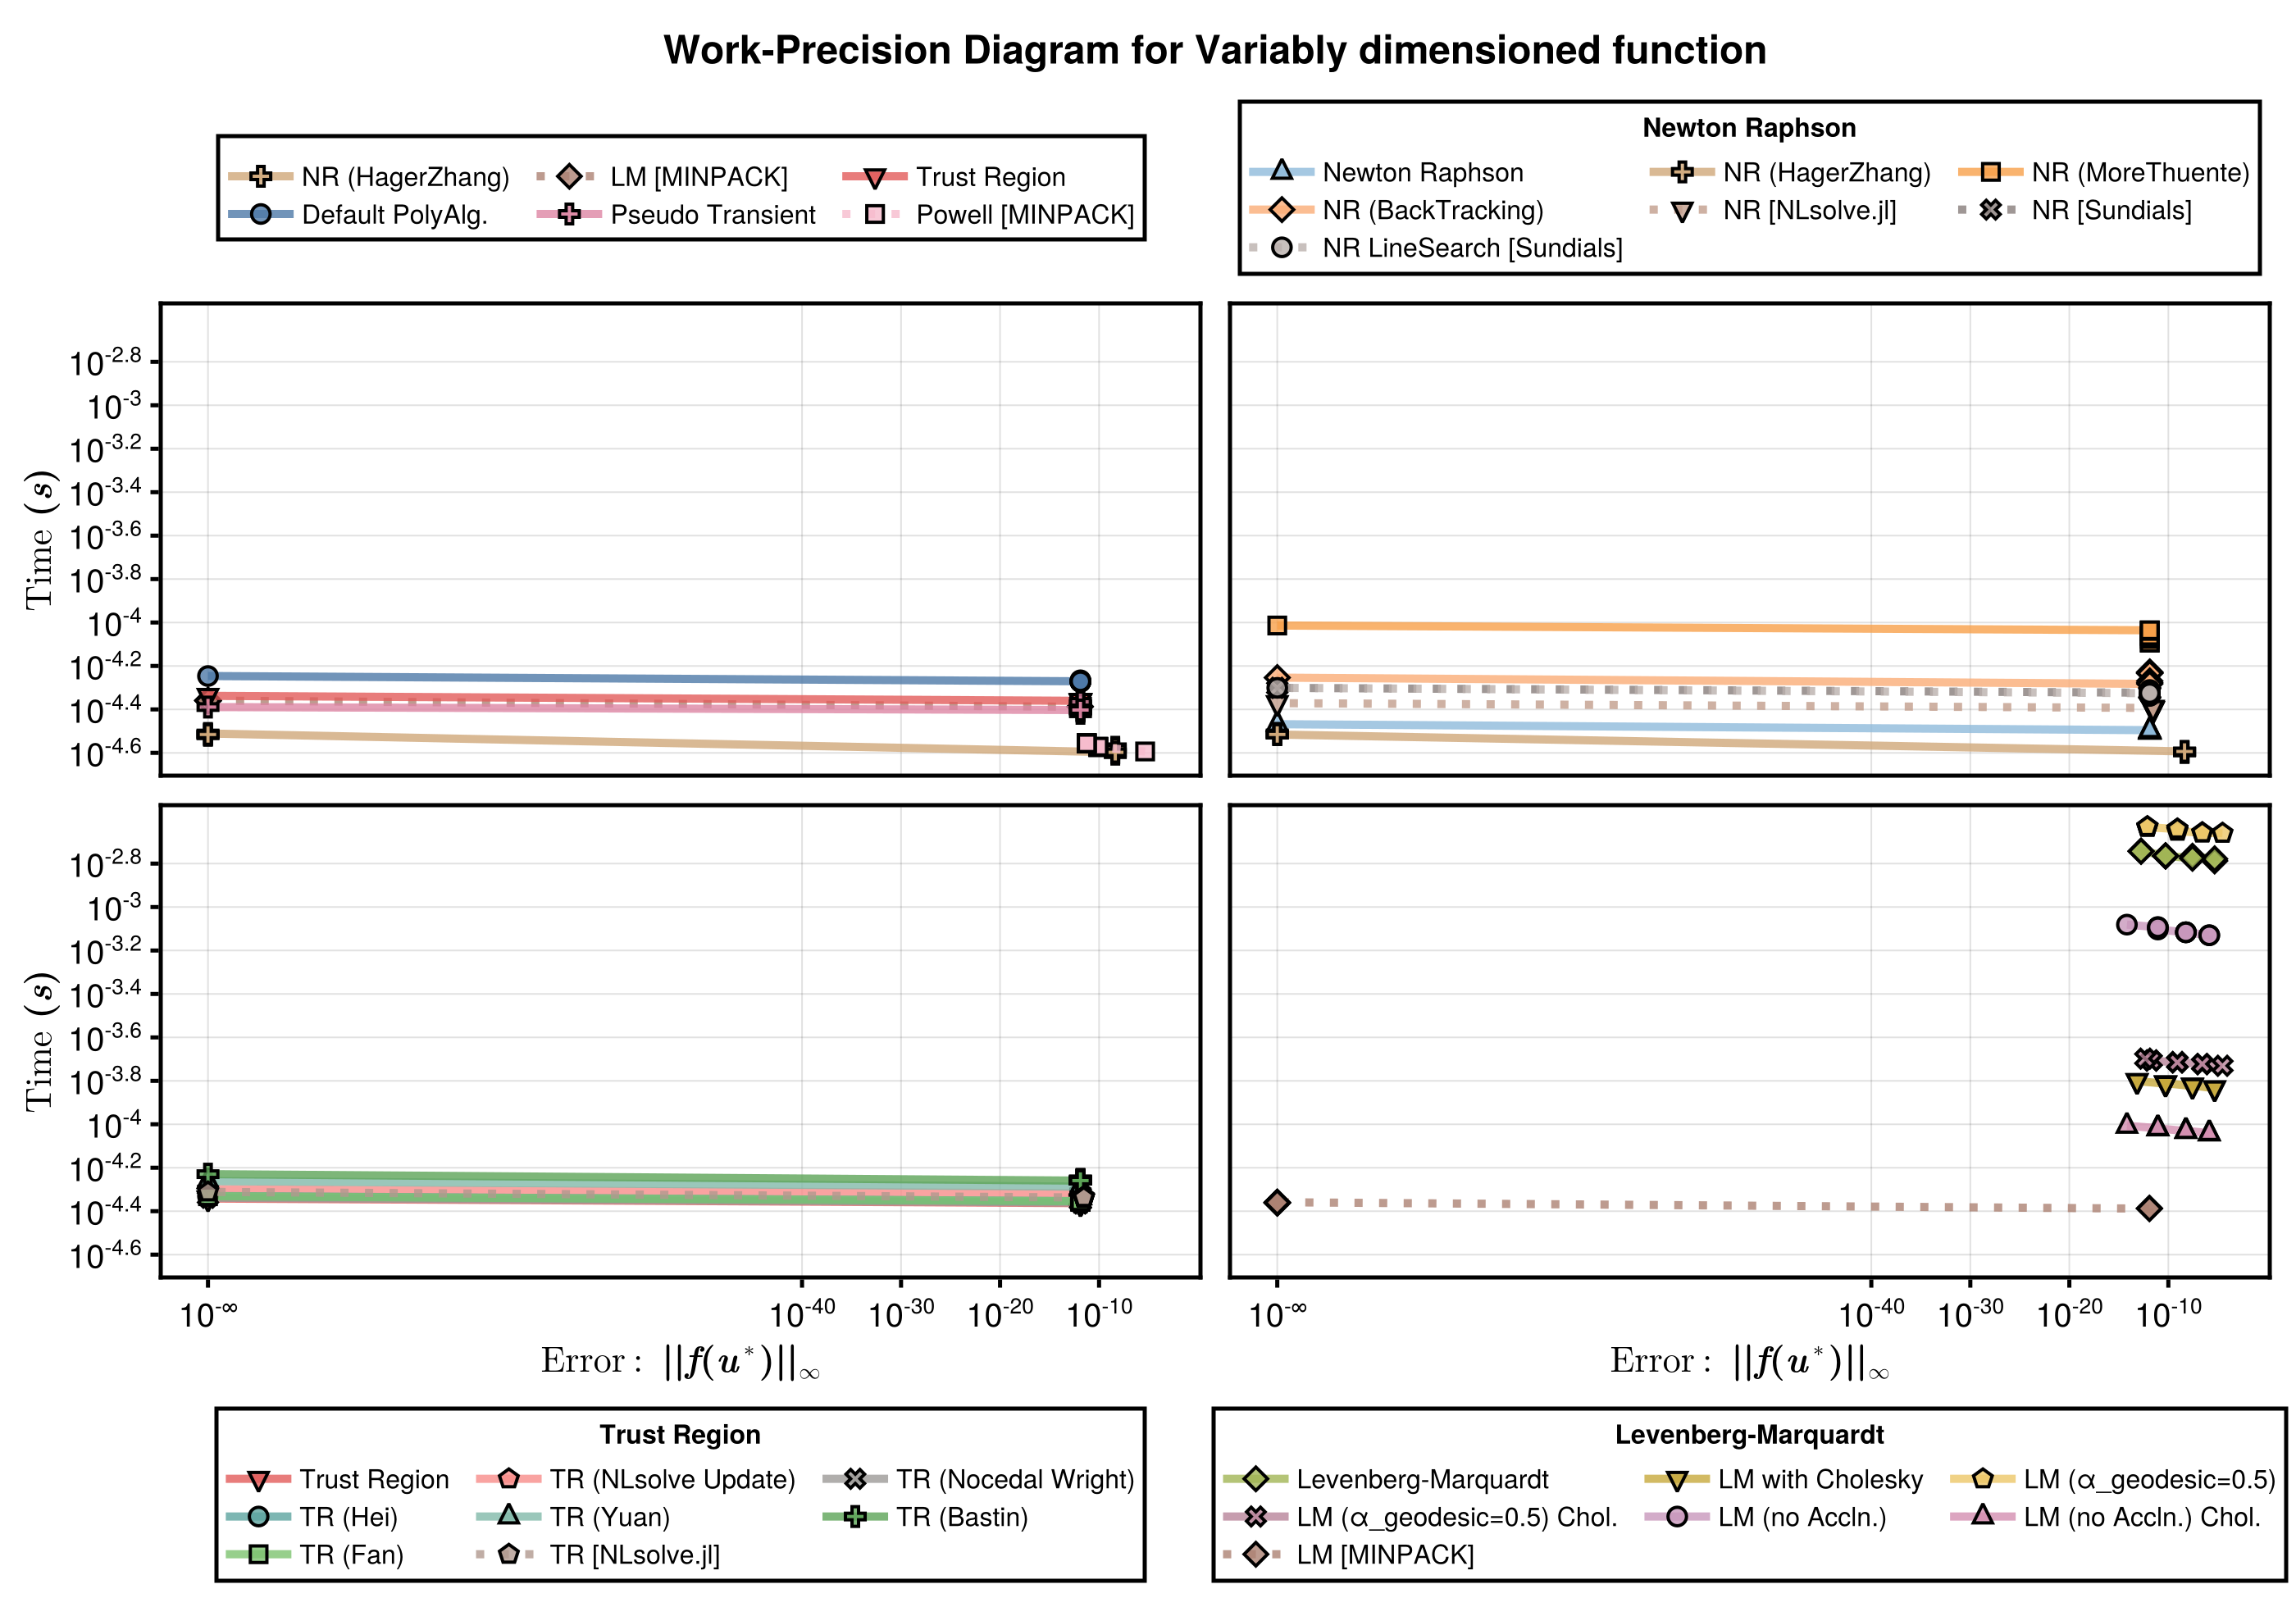 Work-Precision Diagram for Variably dimensioned function
NR (HagerZhang) LM [MINPACK] Trust Region
Default PolyAlg. Pseudo Transient Powell [MINPACK]
Newton Raphson
Newton Raphson NR (HagerZhang) NR (MoreThuente)
NR (BackTracking) NR [NLsolve.jl] NR [Sundials]
NR LineSearch [Sundials]
Time (s)
10^-2.8
10^-3
10^-3.2
10^-3.4
10^-3.6
10^-3.8
10^-4
10^-4.2
10^-4.4
10^-4.6
Time (s)
10^-2.8
10^-3
10^-3.2
10^-3.4
10^-3.6
10^-3.8
10^-4
10^-4.2
10^-4.4
10^-4.6
10^-∞ 10^-40 10^-30 10^-20 10^-10
10^-∞ 10^-40 10^-30 10^-20 10^-10
Error: ||f(u*)||∞
Error: ||f(u*)||∞
Trust Region
Trust Region TR (NLsolve Update) TR (Nocedal Wright)
TR (Hei) TR (Yuan) TR (Bastin)
TR (Fan) TR [NLsolve.jl]
Levenberg-Marquardt
Levenberg-Marquardt LM with Cholesky LM (α_geodesic=0.5)
LM (α_geodesic=0.5) Chol. LM (no Accln.) LM (no Accln.) Chol.
LM [MINPACK]